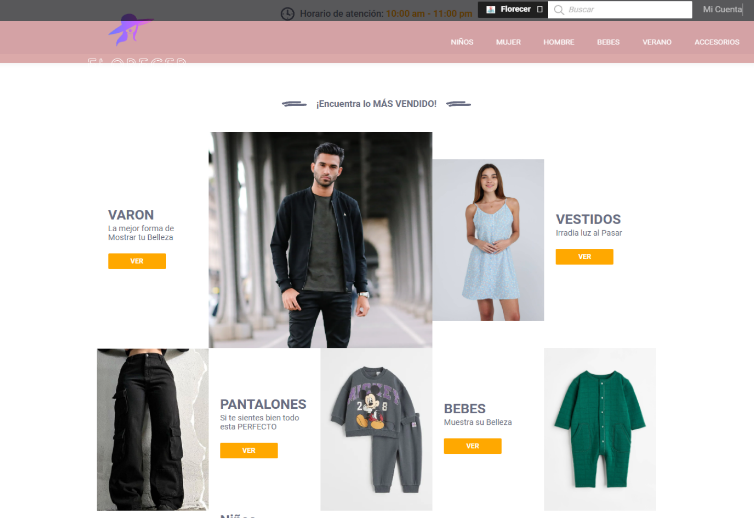 Horario de atención: 10:00 am - 11:00 pm
Florecer
Buscar
Mi Cuenta
NIÑOS MUJER HOMBRE BEBES VERANO ACCESORIOS
¡Encuentra lo MÁS VENDIDO!
VARON
La mejor forma de
Mostrar tu Belleza
VER
VESTIDOS
Irradia luz al Pasar
VER
PANTALONES
Si te sientes bien todo
esta PERFECTO
VER
28
BEBES
Muestra su Belleza
VER
Niños